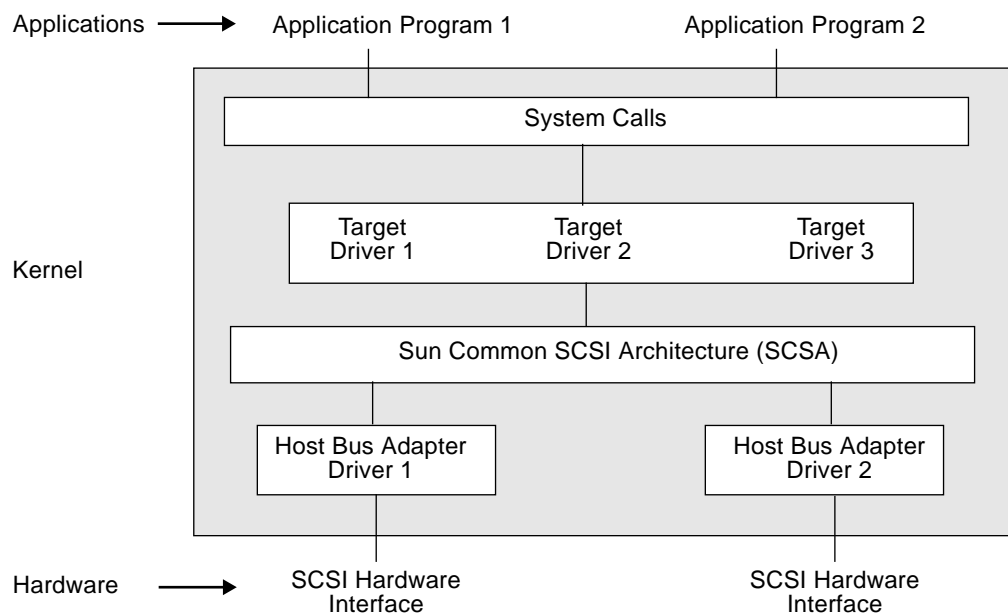 Applications
Application Program 1
Application Program 2
System Calls
Target
Driver 1
Target
Driver 2
Target
Driver 3
Kernel
Sun Common SCSI Architecture (SCSA)
Host Bus Adapter
Driver 1
Host Bus Adapter
Driver 2
Hardware
SCSI Hardware
Interface
SCSI Hardware
Interface